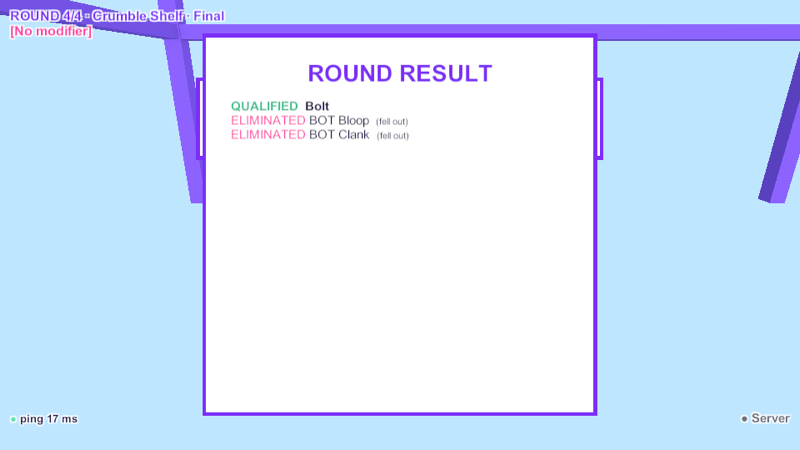 ROUND 4/4 · Crumble Shelf · Final
[No modifier]
ROUND RESULT
QUALIFIED Bolt
ELIMINATED BOT Bloop (fell out)
ELIMINATED BOT Clank (fell out)
ping 17 ms
Server